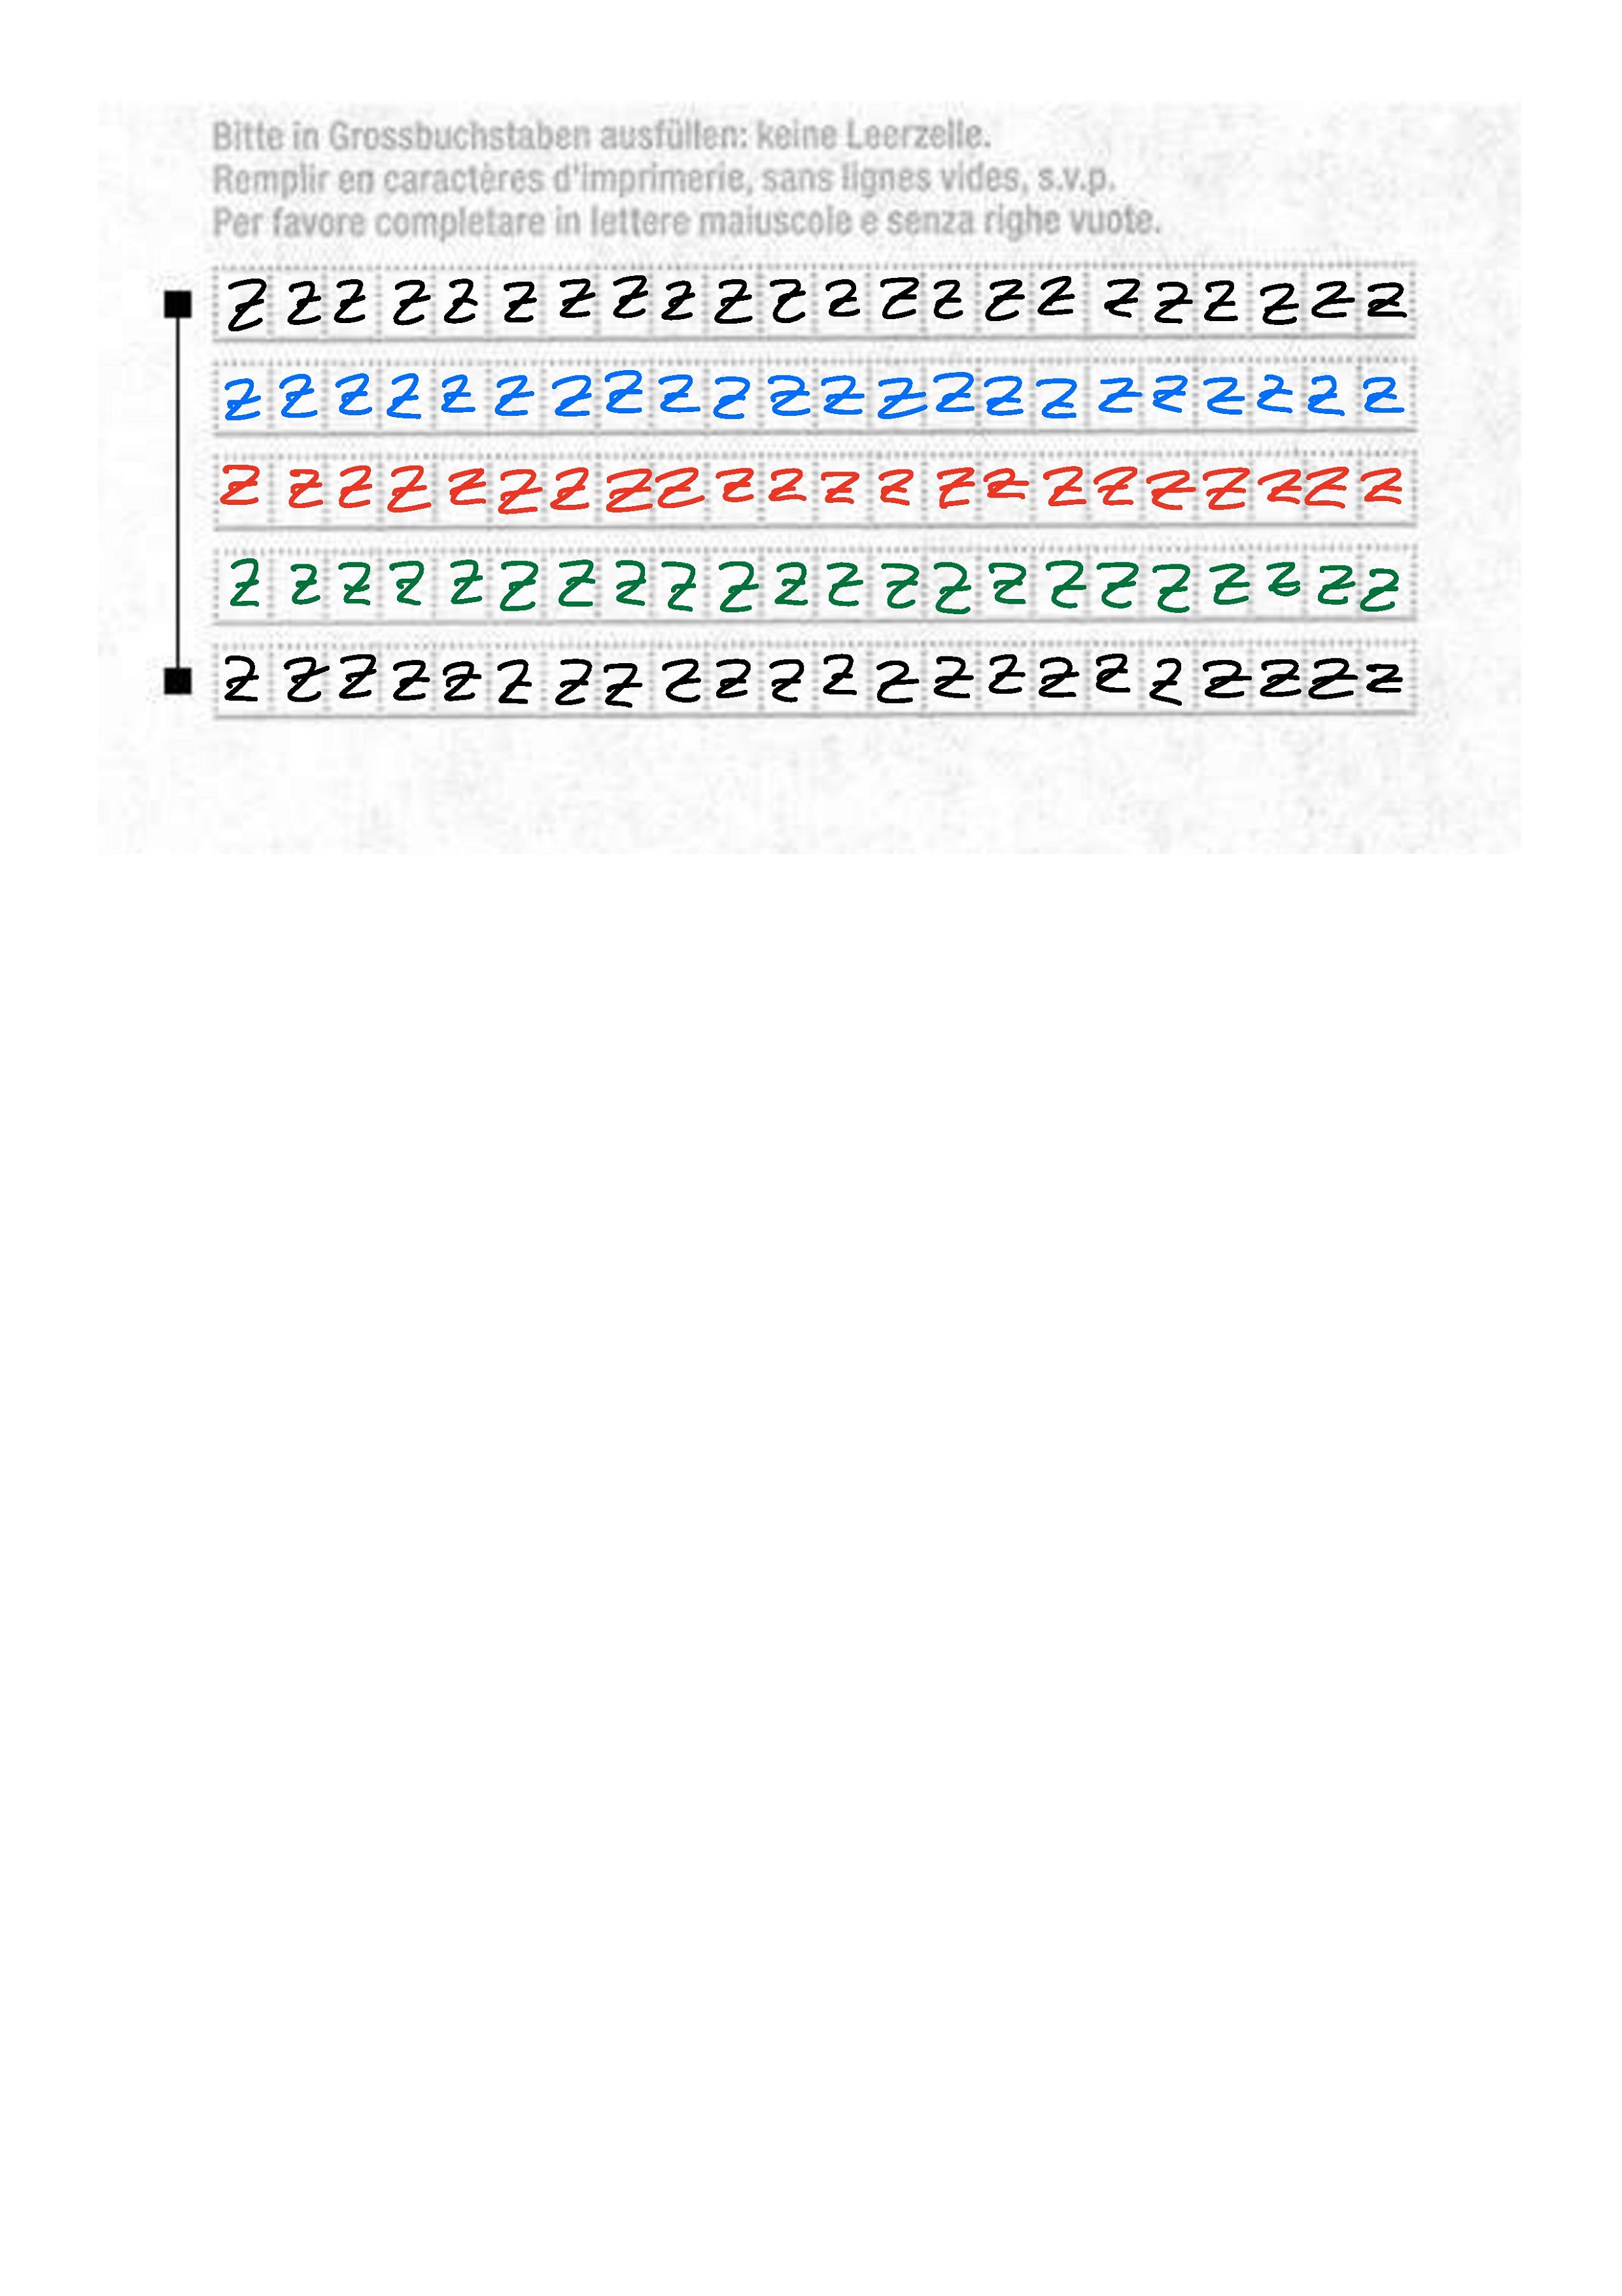 Bitte in Grossbuchstaben ausfüllen: keine Leerzelle.
Remplir en caractères d'imprimerie, sans lignes vides, s.v.p.
Per favore completare in lettere maiuscole e senza righe vuote.
ZZZZZZZZZZZZZZZZZZZZZZ
ZZZZZZZZZZZZZZZZZZZZZZ
ZZZZZZZZZZZZZZZZZZZZZZ
ZZZZZZZZZZZZZZZZZZZZZZ
ZZZZZZZZZZZZZZZZZZZZZZ